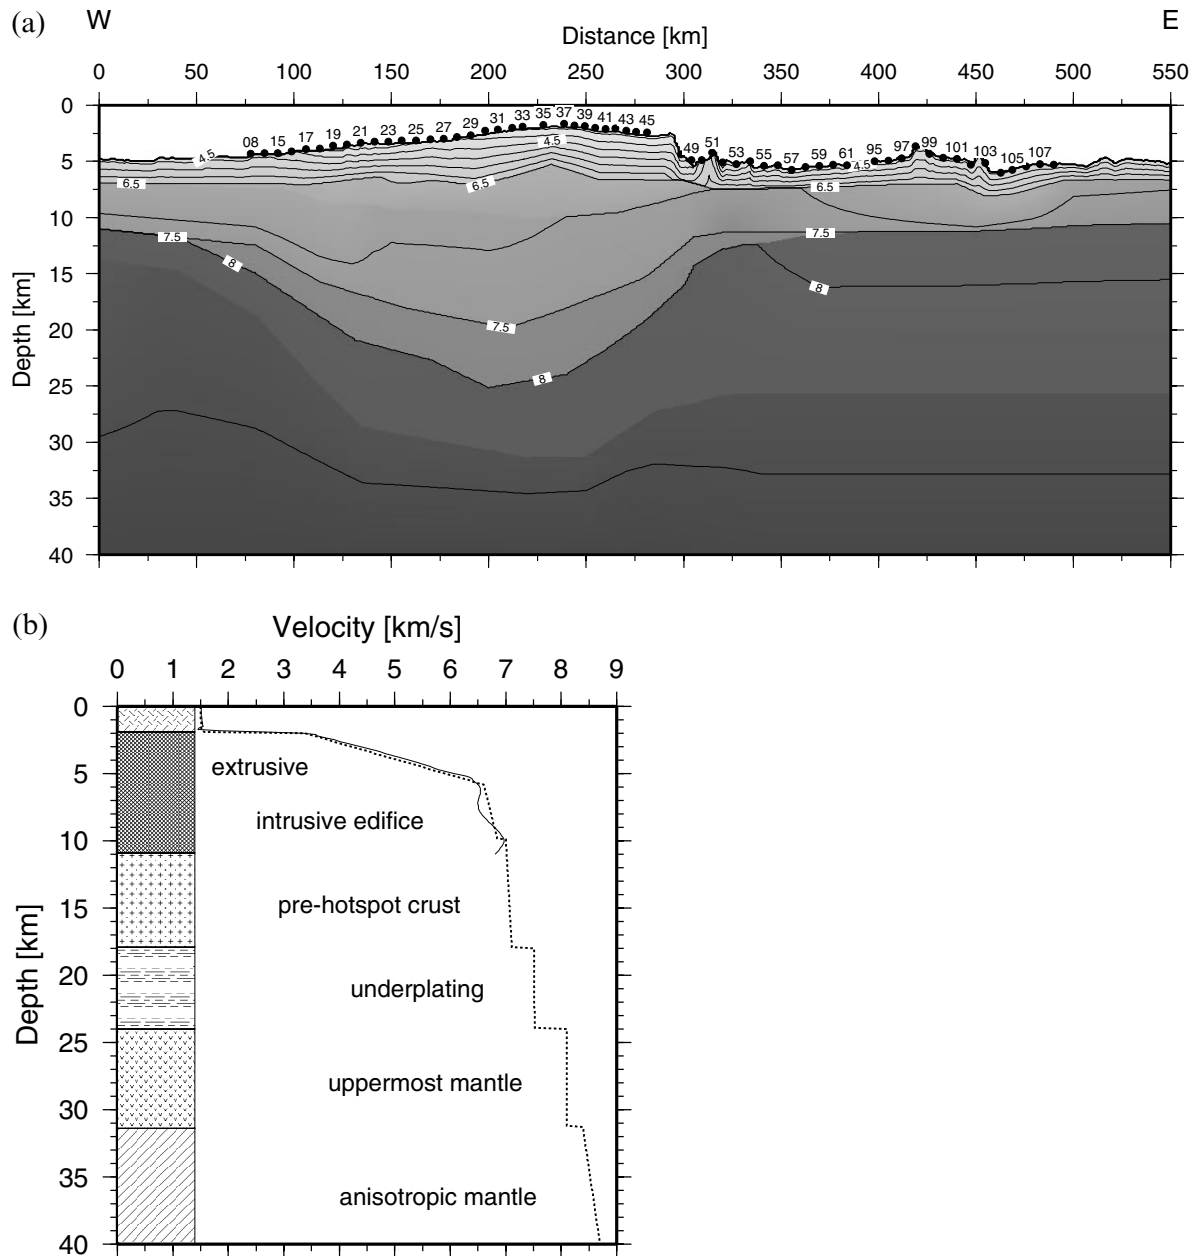 (a) W E
Distance [km]
0 50 100 150 200 250 300 350 400 450 500 550
0
08 15 17 19 21 23 25 27 29 31 33 35 37 39 41 43 45 49 51 53 55 57 59 61 95 97 99 101 103 105 107
4.5 4.5 4.5
5
6.5 6.5 6.5
10
7.5 7.5
8
15
8
20
7.5
25
8
30
35
40
Depth [km]
(b) Velocity [km/s]
0 1 2 3 4 5 6 7 8 9
0
extrusive
5
intrusive edifice
10
pre-hotspot crust
15
underplating
20
25
uppermost mantle
30
35
anisotropic mantle
40
Depth [km]